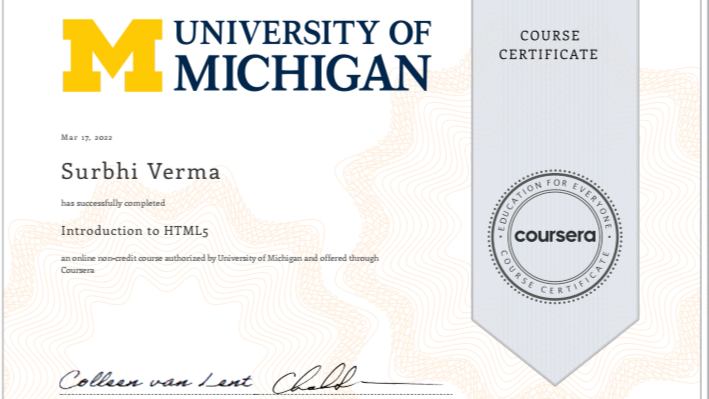 UNIVERSITY OF
MICHIGAN
COURSE
CERTIFICATE
Mar 17, 2022
Surbhi Verma
has successfully completed
Introduction to HTML5
an online non-credit course authorized by University of Michigan and offered through
Coursera
EDUCATION FOR EVERYONE
coursera
COURSE CERTIFICATE
Colleen van Lent